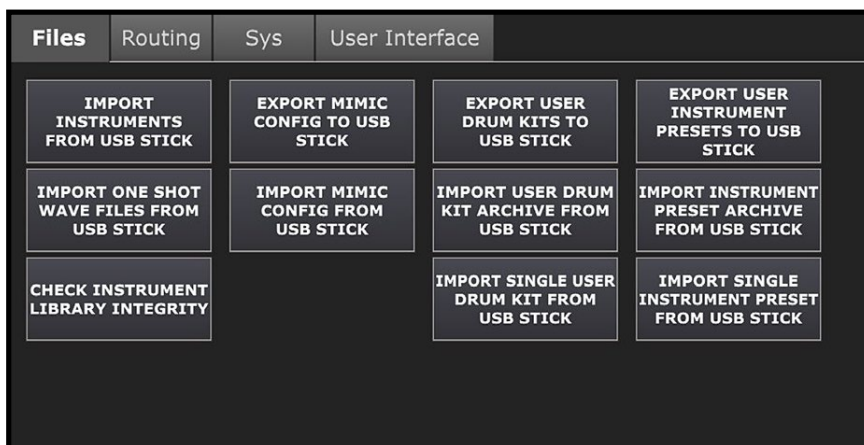 Files
Routing
Sys
User Interface
IMPORT
INSTRUMENTS
FROM USB STICK
EXPORT MIMIC
CONFIG TO USB
STICK
EXPORT USER
DRUM KITS TO
USB STICK
EXPORT USER
INSTRUMENT
PRESETS TO USB
STICK
IMPORT ONE SHOT
WAVE FILES FROM
USB STICK
IMPORT MIMIC
CONFIG FROM
USB STICK
IMPORT USER DRUM
KIT ARCHIVE FROM
USB STICK
IMPORT INSTRUMENT
PRESET ARCHIVE
FROM USB STICK
CHECK INSTRUMENT
LIBRARY INTEGRITY
IMPORT SINGLE USER
DRUM KIT FROM
USB STICK
IMPORT SINGLE
INSTRUMENT PRESET
FROM USB STICK